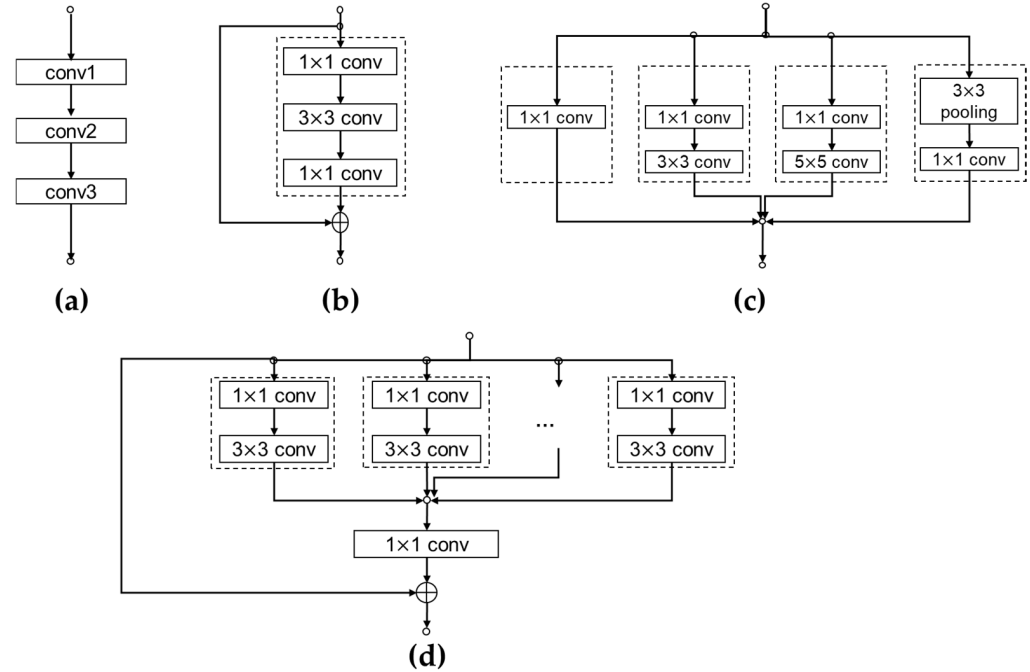 conv1
conv2
conv3
(a)
1×1 conv
3×3 conv
1×1 conv
(b)
1×1 conv
1×1 conv
3×3 conv
1×1 conv
5×5 conv
3×3
pooling
1×1 conv
(c)
1×1 conv
3×3 conv
1×1 conv
3×3 conv
...
1×1 conv
3×3 conv
1×1 conv
(d)